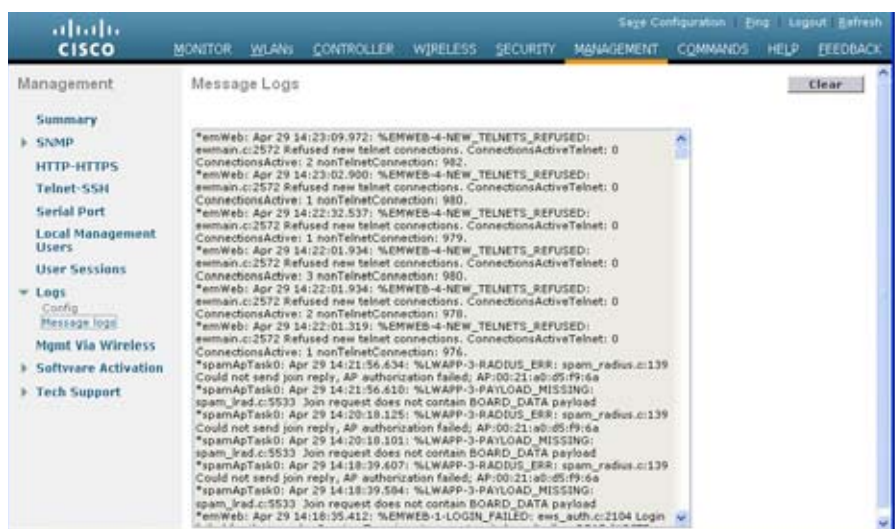 Save Configuration Ping Logout Refresh
CISCO MONITOR WLANs CONTROLLER WIRELESS SECURITY MANAGEMENT COMMANDS HELP FEEDBACK
Management
Summary
SNMP
HTTP-HTTPS
Telnet-SSH
Serial Port
Local Management
Users
User Sessions
Logs
Config
Message logs
Mgmt Via Wireless
Software Activation
Tech Support
Message Logs
Clear
*emWeb: Apr 29 14:23:09.972: %EMWEB-4-NEW_TELNETS_REFUSED:
ewmain.c:2572 Refused new telnet connections. ConnectionsActiveTelnet: 0
ConnectionsActive: 2 nonTelnetConnection: 982.
*emWeb: Apr 29 14:23:02.900: %EMWEB-4-NEW_TELNETS_REFUSED:
ewmain.c:2572 Refused new telnet connections. ConnectionsActiveTelnet: 0
ConnectionsActive: 1 nonTelnetConnection: 980.
*emWeb: Apr 29 14:22:32.537: %EMWEB-4-NEW_TELNETS_REFUSED:
ewmain.c:2572 Refused new telnet connections. ConnectionsActiveTelnet: 0
ConnectionsActive: 1 nonTelnetConnection: 979.
*emWeb: Apr 29 14:22:01.934: %EMWEB-4-NEW_TELNETS_REFUSED:
ewmain.c:2572 Refused new telnet connections. ConnectionsActiveTelnet: 0
ConnectionsActive: 3 nonTelnetConnection: 980.
*emWeb: Apr 29 14:22:01.934: %EMWEB-4-NEW_TELNETS_REFUSED:
ewmain.c:2572 Refused new telnet connections. ConnectionsActiveTelnet: 0
ConnectionsActive: 2 nonTelnetConnection: 978.
*emWeb: Apr 29 14:22:01.319: %EMWEB-4-NEW_TELNETS_REFUSED:
ewmain.c:2572 Refused new telnet connections. ConnectionsActiveTelnet: 0
ConnectionsActive: 1 nonTelnetConnection: 976.
*spamApTask0: Apr 29 14:21:56.634: %LWAPP-3-RADIUS_ERR: spam_radius.c:139
Could not send join reply, AP authorization failed; AP:00:21:a0:d5:f9:6a
*spamApTask0: Apr 29 14:21:56.610: %LWAPP-3-PAYLOAD_MISSING:
spam_lrad.c:5533 Join request does not contain BOARD_DATA payload
*spamApTask0: Apr 29 14:20:18.125: %LWAPP-3-RADIUS_ERR: spam_radius.c:139
Could not send join reply, AP authorization failed; AP:00:21:a0:d5:f9:6a
*spamApTask0: Apr 29 14:20:18.101: %LWAPP-3-PAYLOAD_MISSING:
spam_lrad.c:5533 Join request does not contain BOARD_DATA payload
*spamApTask0: Apr 29 14:18:39.607: %LWAPP-3-RADIUS_ERR: spam_radius.c:139
Could not send join reply, AP authorization failed; AP:00:21:a0:d5:f9:6a
*spamApTask0: Apr 29 14:18:39.584: %LWAPP-3-PAYLOAD_MISSING:
spam_lrad.c:5533 Join request does not contain BOARD_DATA payload
*emWeb: Apr 29 14:18:35.412: %EMWEB-1-LOGIN_FAILED: ews_auth.c:2104 Login